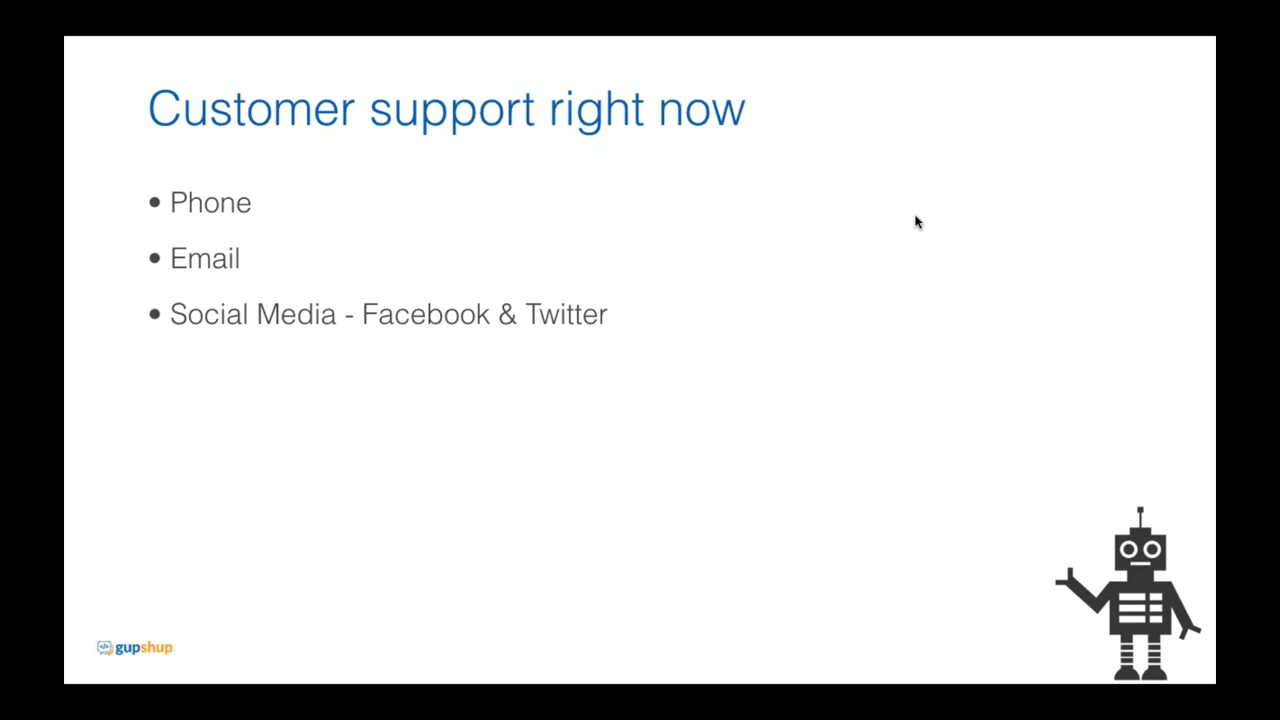 Customer support right now
• Phone
• Email
• Social Media - Facebook & Twitter
gupshup